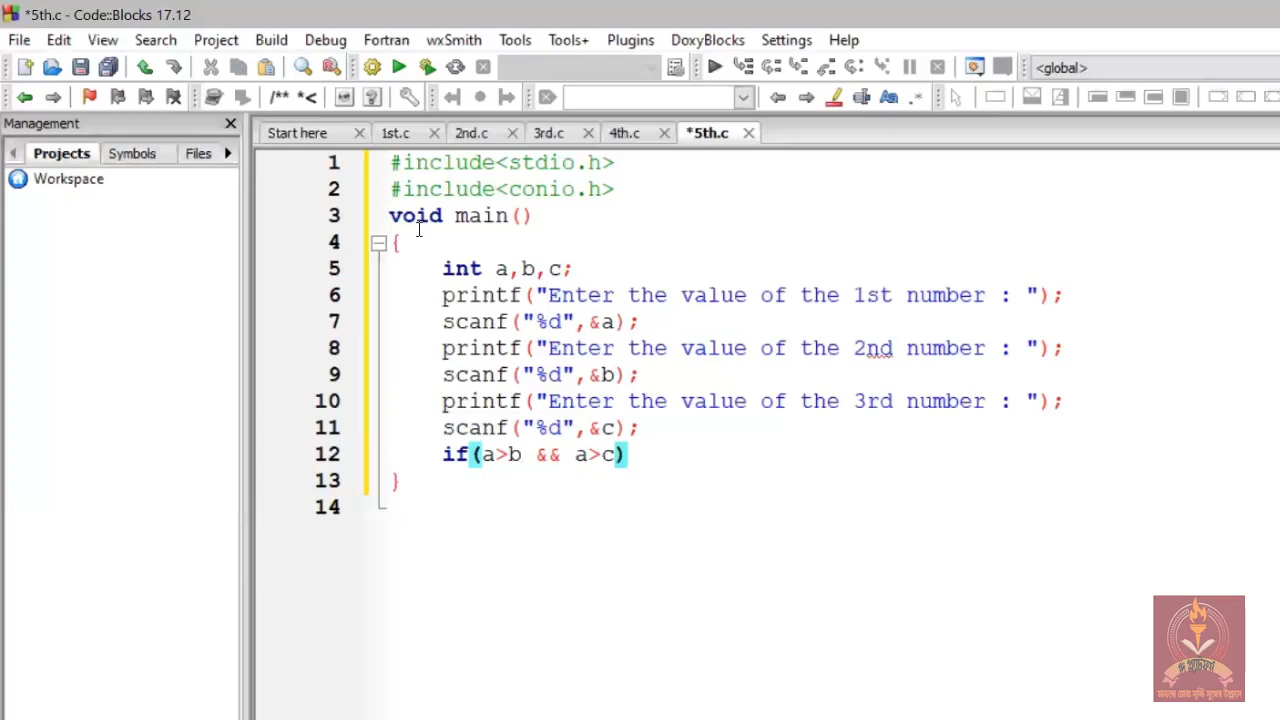 *5th.c - Code::Blocks 17.12
File Edit View Search Project Build Debug Fortran wxSmith Tools Tools+ Plugins DoxyBlocks Settings Help
<global>
/** *<
Management
Projects Symbols Files
Workspace
Start here 1st.c 2nd.c 3rd.c 4th.c *5th.c
1 #include<stdio.h>
2 #include<conio.h>
3 void main()
4 {
5 int a,b,c;
6 printf("Enter the value of the 1st number : ");
7 scanf("%d",&a);
8 printf("Enter the value of the 2nd number : ");
9 scanf("%d",&b);
10 printf("Enter the value of the 3rd number : ");
11 scanf("%d",&c);
12 if(a>b && a>c)
13 }
14